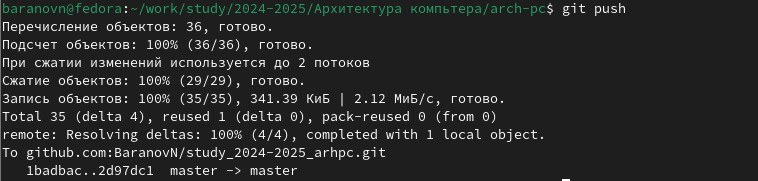 baranovn@fedora:~/work/study/2024-2025/Архитектура компьтера/arch-pc$ git push
Перечисление объектов: 36, готово.
Подсчет объектов: 100% (36/36), готово.
При сжатии изменений используется до 2 потоков
Сжатие объектов: 100% (29/29), готово.
Запись объектов: 100% (35/35), 341.39 КиБ | 2.12 МиБ/с, готово.
Total 35 (delta 4), reused 1 (delta 0), pack-reused 0 (from 0)
remote: Resolving deltas: 100% (4/4), completed with 1 local object.
To github.com:BaranovN/study_2024-2025_arhpc.git
   1badbac..2d97dc1  master -> master